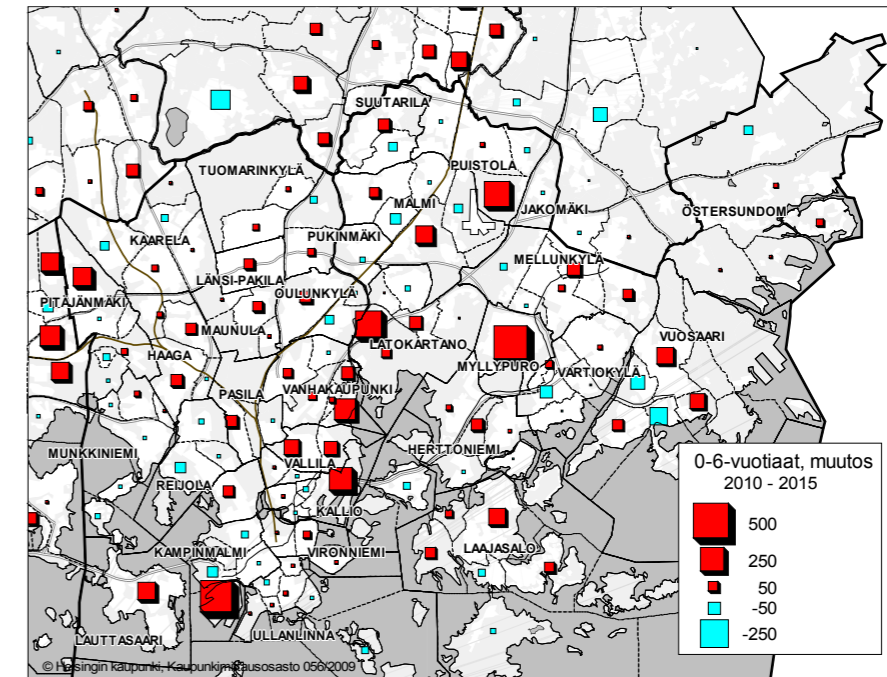 SUUTARILA
PUISTOLA
TUOMARINKYLÄ
MALMI
JAKOMÄKI
ÖSTERSUNDOM
KAARELA
PUKINMÄKI
MELLUNKYLÄ
LÄNSI-PAKILA
OULUNKYLÄ
PITÄJÄNMÄKI
MAUNULA
LATOKARTANO
VUOSAARI
HAAGA
MYLLYPURO
VARTIOKYLÄ
PASILA
VANHAKAUPUNKI
MUNKKINIEMI
HERTTONIEMI
VALLILA
REIJOLA
KALLIO
KAMPINMALMI
VIRONNIEMI
LAAJASALO
LAUTTASAARI
ULLANLINNA
0-6-vuotiaat, muutos
2010 - 2015
500
250
50
-50
-250
© Helsingin kaupunki, Kaupunkimittausosasto 056/2009